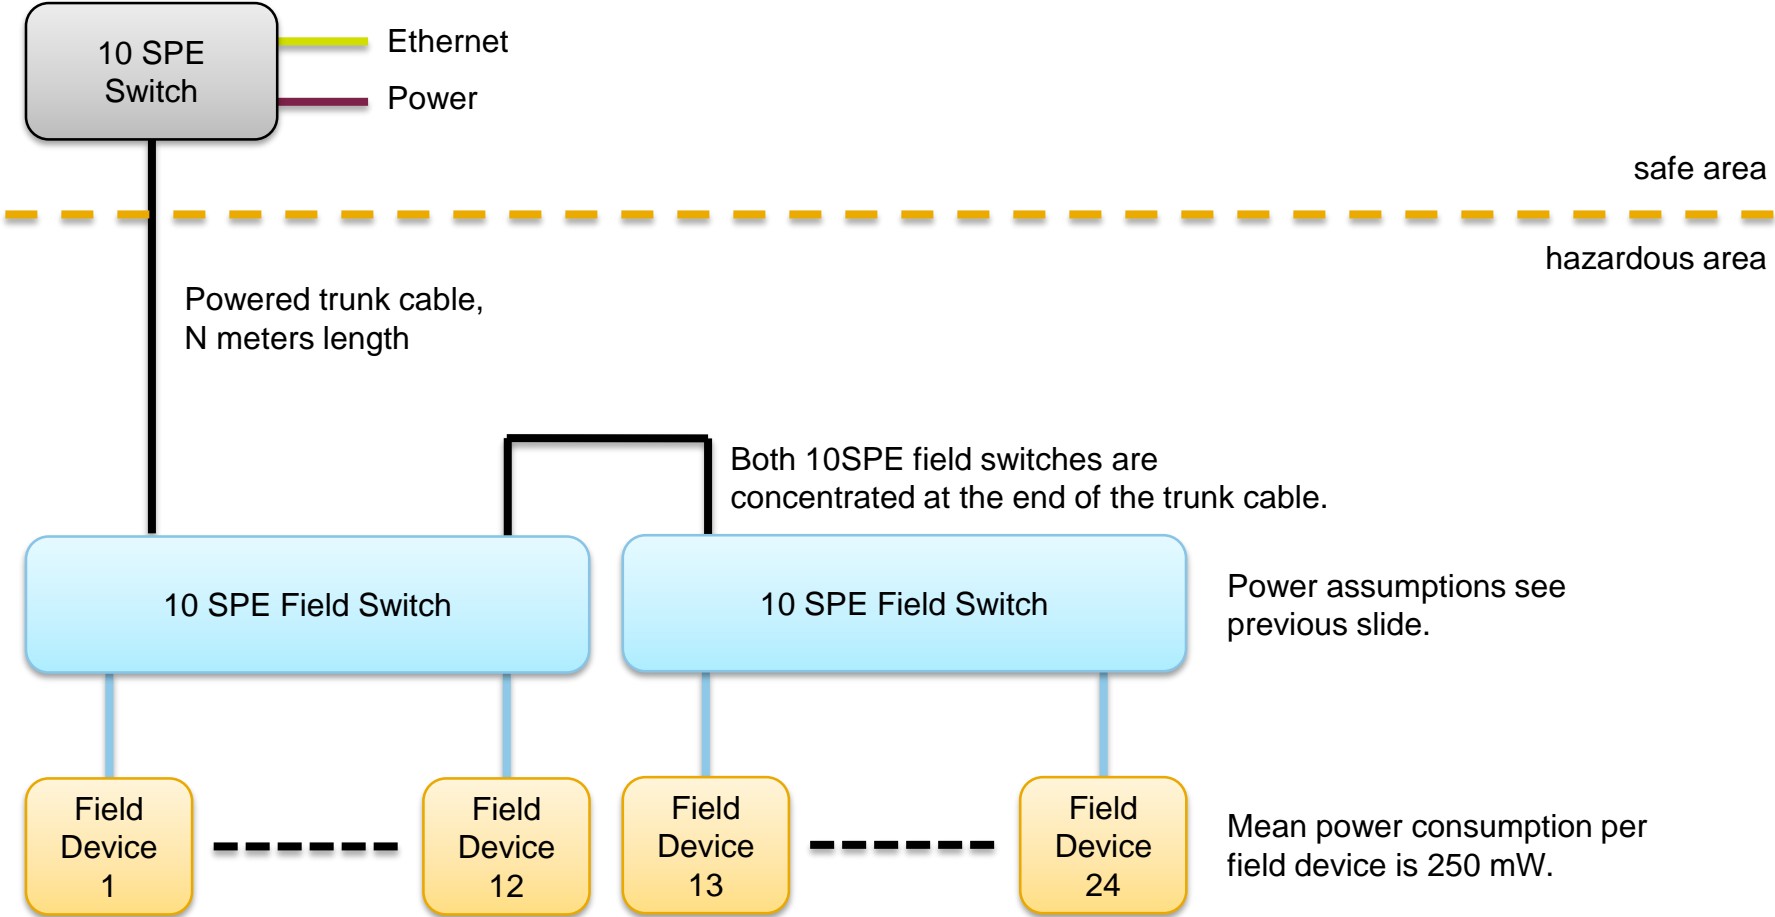 10 SPE
Switch
Ethernet
Power
safe area
hazardous area
Powered trunk cable,
N meters length
Both 10SPE field switches are
concentrated at the end of the trunk cable.
10 SPE Field Switch
10 SPE Field Switch
Power assumptions see
previous slide.
Field
Device
1
Field
Device
12
Field
Device
13
Field
Device
24
Mean power consumption per
field device is 250 mW.